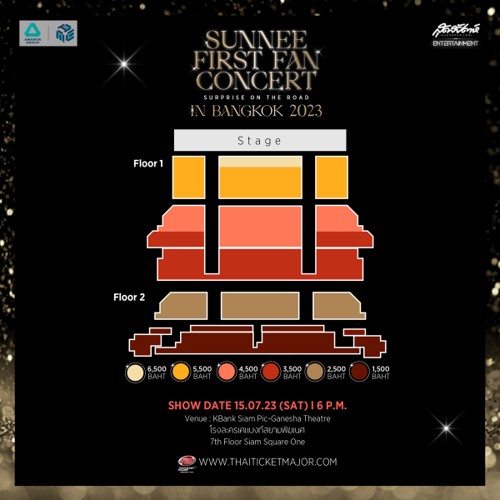 SUNNEE
FIRST FAN
CONCERT
SURPRISE ON THE ROAD
IN BANGKOK 2023
ENTERTAINMENT
Stage
Floor 1
Floor 2
6,500 BAHT
5,500 BAHT
4,500 BAHT
3,500 BAHT
2,500 BAHT
1,500 BAHT
SHOW DATE 15.07.23 (SAT) I 6 P.M.
Venue : KBank Siam Pic-Ganesha Theatre
โรงละครเคแบงก์สยามพิฆเนศ
7th Floor Siam Square One
WWW.THAITICKETMAJOR.COM